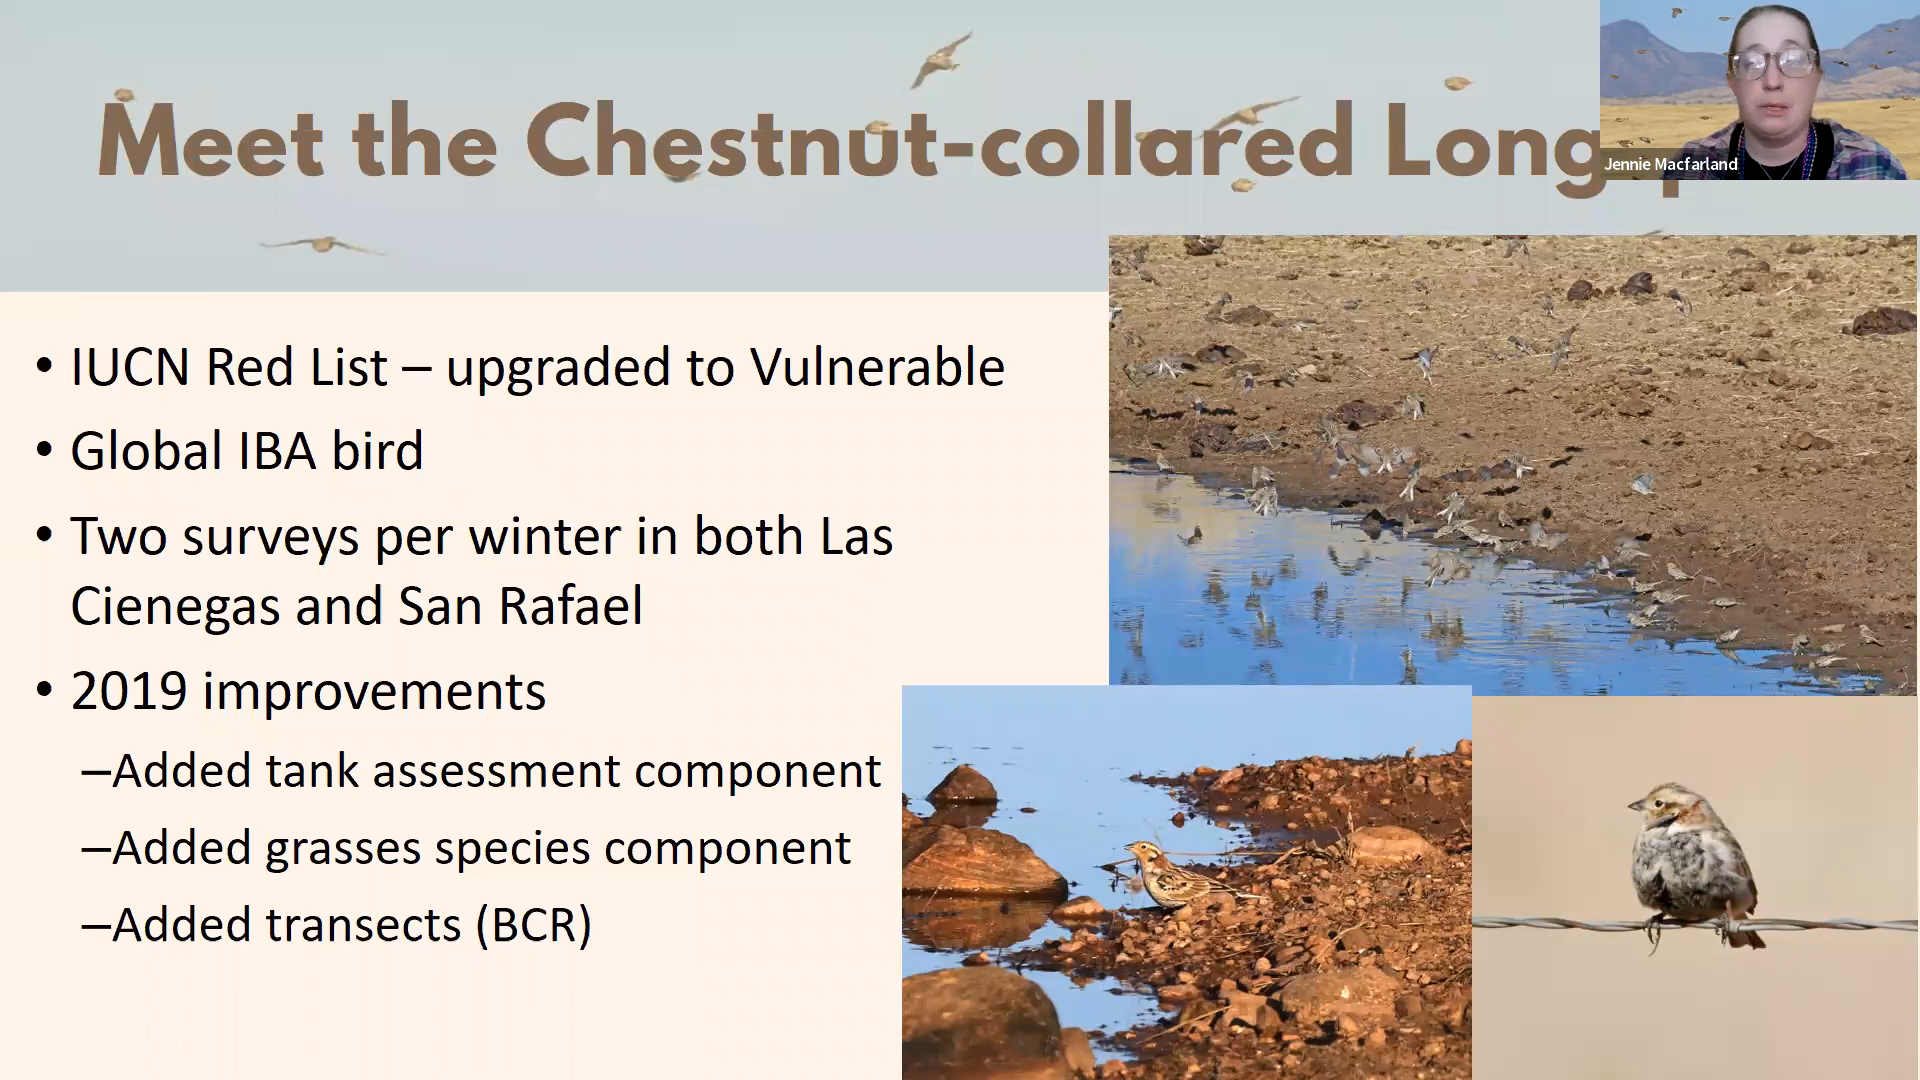 Meet the Chestnut-collared Long
Jennie Macfarland
• IUCN Red List – upgraded to Vulnerable
• Global IBA bird
• Two surveys per winter in both Las
Cienegas and San Rafael
• 2019 improvements
–Added tank assessment component
–Added grasses species component
–Added transects (BCR)